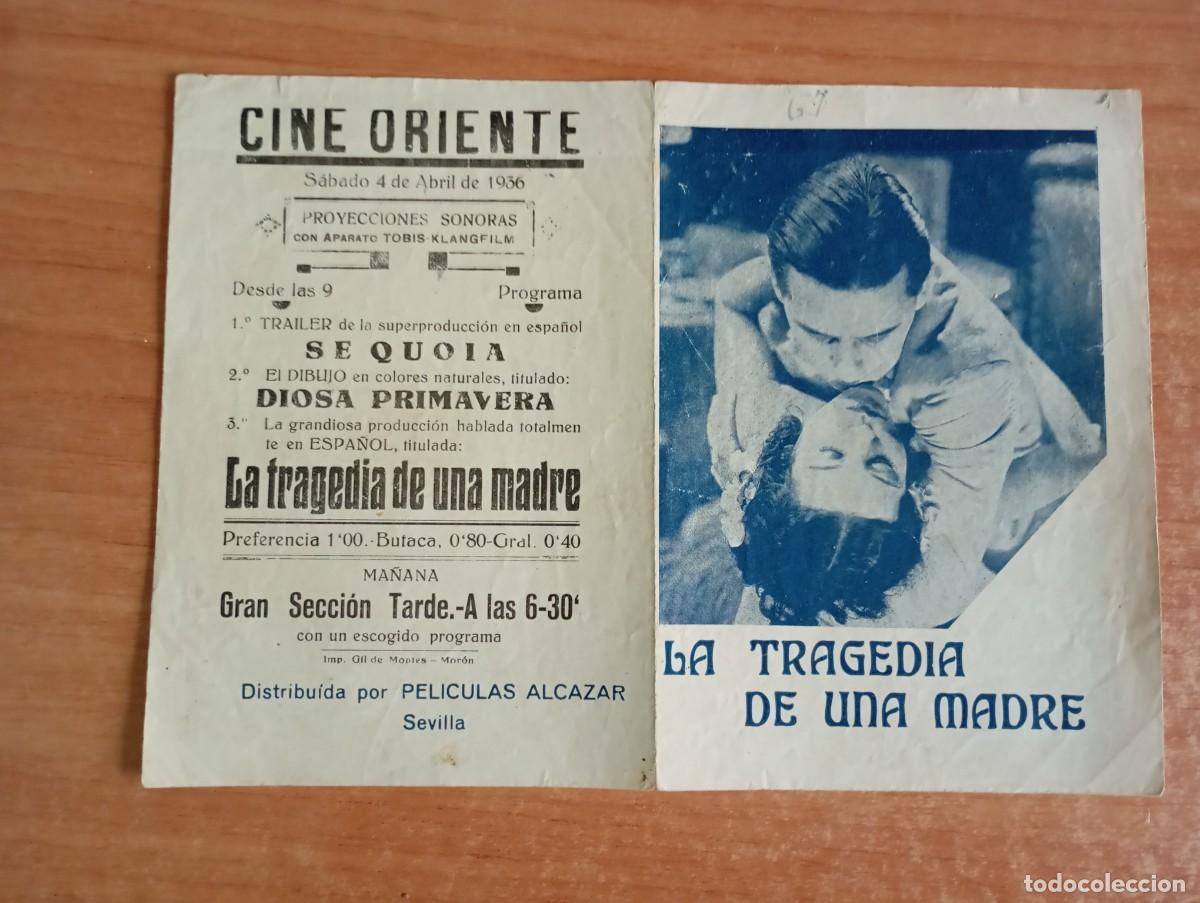 CINE ORIENTE
Sábado 4 de Abril de 1936
PROYECCIONES SONORAS
CON APARATO TOBIS-KLANGFILM
Desde las 9 Programa
1.º TRAILER de la superproducción en español
SEQUOIA
2.º El DIBUJO en colores naturales, titulado:
DIOSA PRIMAVERA
3.º La grandiosa producción hablada totalmen
te en ESPAÑOL, titulada:
La tragedia de una madre
Preferencia 1'00.-Butaca, 0'80-Gral. 0'40
MAÑANA
Gran Sección Tarde.-A las 6-30'
con un escogido programa
Imp. Gil de Montes - Morón
Distribuída por PELICULAS ALCAZAR
Sevilla
67
LA TRAGEDIA
DE UNA MADRE
todocoleccion